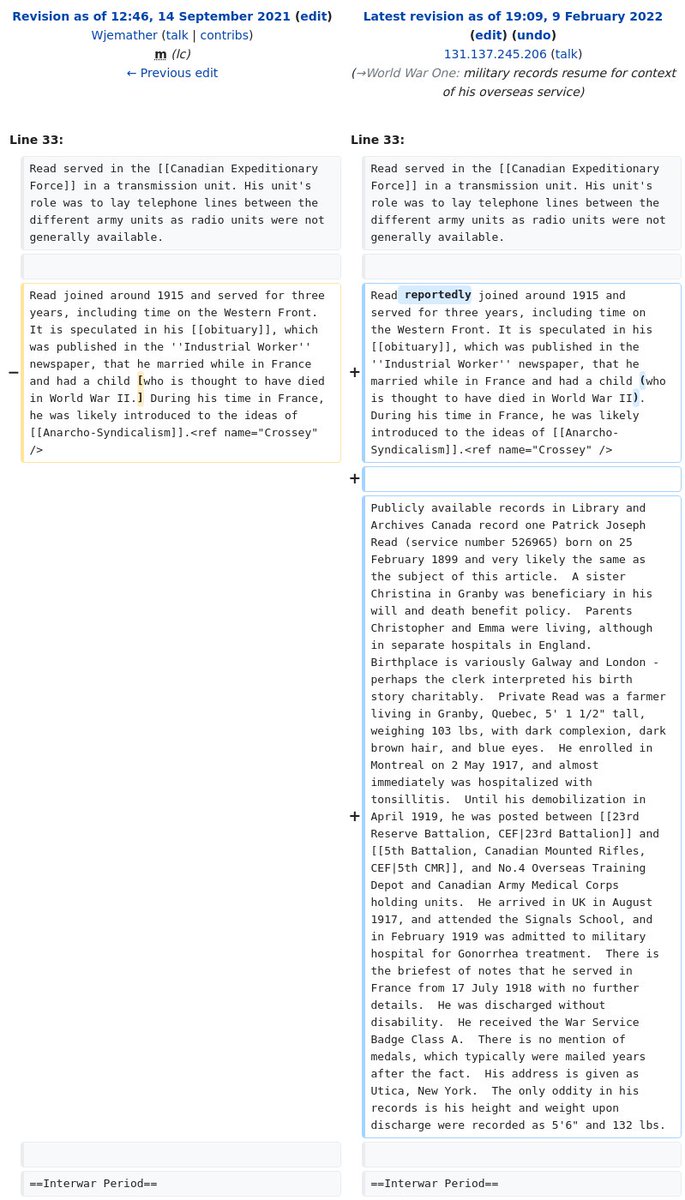 Revision as of 12:46, 14 September 2021 (edit)
Wjemather (talk | contribs)
m (lc)
← Previous edit
Latest revision as of 19:09, 9 February 2022
(edit) (undo)
131.137.245.206 (talk)
(→World War One: military records resume for context
of his overseas service)
Line 33:
Line 33:
Read served in the [[Canadian Expeditionary
Force]] in a transmission unit. His unit's
role was to lay telephone lines between the
different army units as radio units were not
generally available.
Read served in the [[Canadian Expeditionary
Force]] in a transmission unit. His unit's
role was to lay telephone lines between the
different army units as radio units were not
generally available.
−
Read joined around 1915 and served for three
years, including time on the Western Front.
It is speculated in his [[obituary]], which
was published in the ''Industrial Worker''
newspaper, that he married while in France
and had a child [who is thought to have died
in World War II.] During his time in France,
he was likely introduced to the ideas of
[[Anarcho-Syndicalism]].<ref name="Crossey"
/>
+
Read reportedly joined around 1915 and
served for three years, including time on
the Western Front. It is speculated in his
[[obituary]], which was published in the
''Industrial Worker'' newspaper, that he
married while in France and had a child (who
is thought to have died in World War II).
During his time in France, he was likely
introduced to the ideas of [[Anarcho-
Syndicalism]].<ref name="Crossey" />
+
+
Publicly available records in Library and
Archives Canada record one Patrick Joseph
Read (service number 526965) born on 25
February 1899 and very likely the same as
the subject of this article.  A sister
Christina in Granby was beneficiary in his
will and death benefit policy.  Parents
Christopher and Emma were living, although
in separate hospitals in England.
Birthplace is variously Galway and London -
perhaps the clerk interpreted his birth
story charitably.  Private Read was a farmer
living in Granby, Quebec, 5' 1 1/2" tall,
weighing 103 lbs, with dark complexion, dark
brown hair, and blue eyes.  He enrolled in
Montreal on 2 May 1917, and almost
immediately was hospitalized with
tonsillitis.  Until his demobilization in
April 1919, he was posted between [[23rd
Reserve Battalion, CEF|23rd Battalion]] and
[[5th Battalion, Canadian Mounted Rifles,
CEF|5th CMR]], and No.4 Overseas Training
Depot and Canadian Army Medical Corps
holding units.  He arrived in UK in August
1917, and attended the Signals School, and
in February 1919 was admitted to military
hospital for Gonorrhea treatment.  There is
the briefest of notes that he served in
France from 17 July 1918 with no further
details.  He was discharged without
disability.  He received the War Service
Badge Class A.  There is no mention of
medals, which typically were mailed years
after the fact.  His address is given as
Utica, New York.  The only oddity in his
records is his height and weight upon
discharge were recorded as 5'6" and 132 lbs.
==Interwar Period==
==Interwar Period==